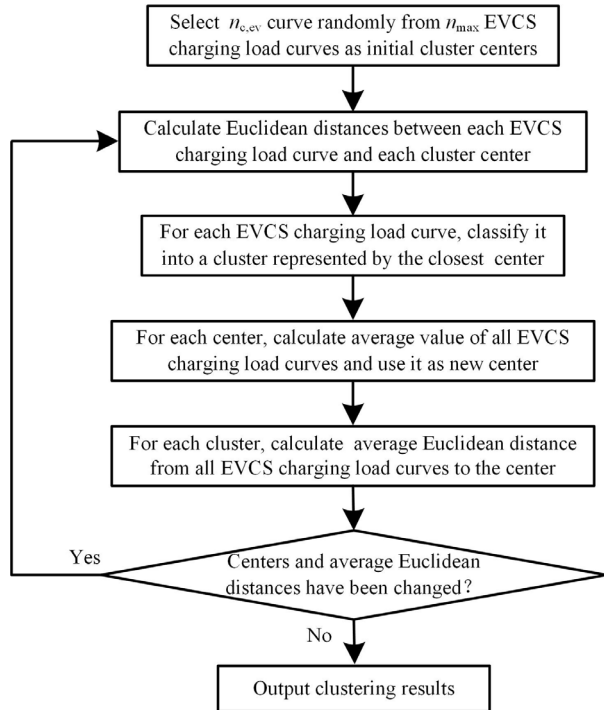 Select n_c,ev curve randomly from n_max EVCS
charging load curves as initial cluster centers
Calculate Euclidean distances between each EVCS
charging load curve and each cluster center
For each EVCS charging load curve, classify it
into a cluster represented by the closest center
For each center, calculate average value of all EVCS
charging load curves and use it as new center
For each cluster, calculate average Euclidean distance
from all EVCS charging load curves to the center
Yes
Centers and average Euclidean
distances have been changed?
No
Output clustering results